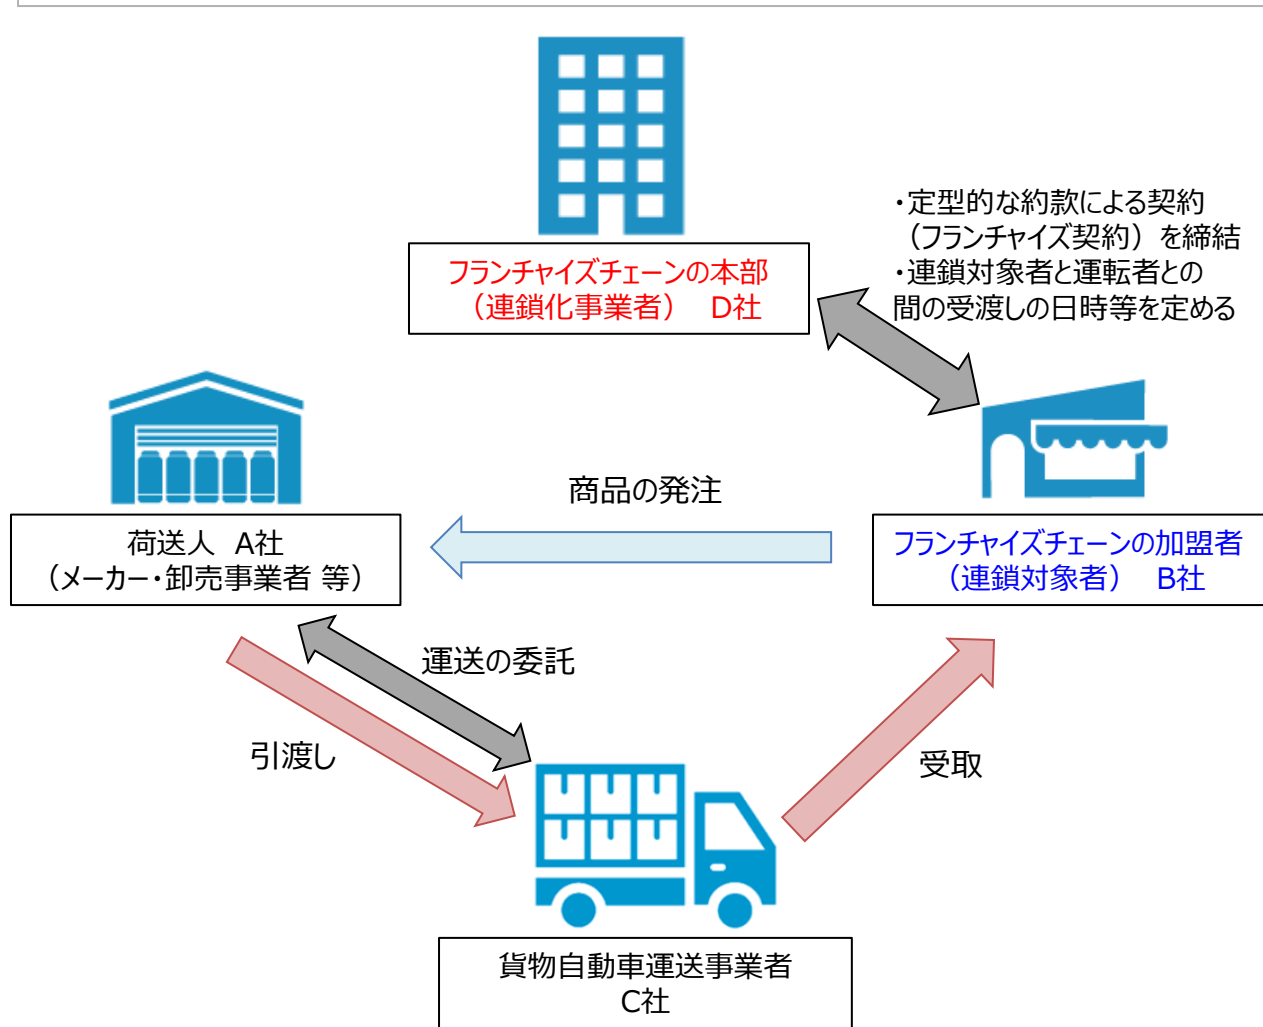 ・定型的な約款による契約
（フランチャイズ契約）を締結
・連鎖対象者と運転者との
間の受渡しの日時等を定める
フランチャイズチェーンの本部
（連鎖化事業者）　D社
商品の発注
荷送人　A社
（メーカー・卸売事業者 等）
フランチャイズチェーンの加盟者
（連鎖対象者）　B社
運送の委託
引渡し
受取
貨物自動車運送事業者
C社